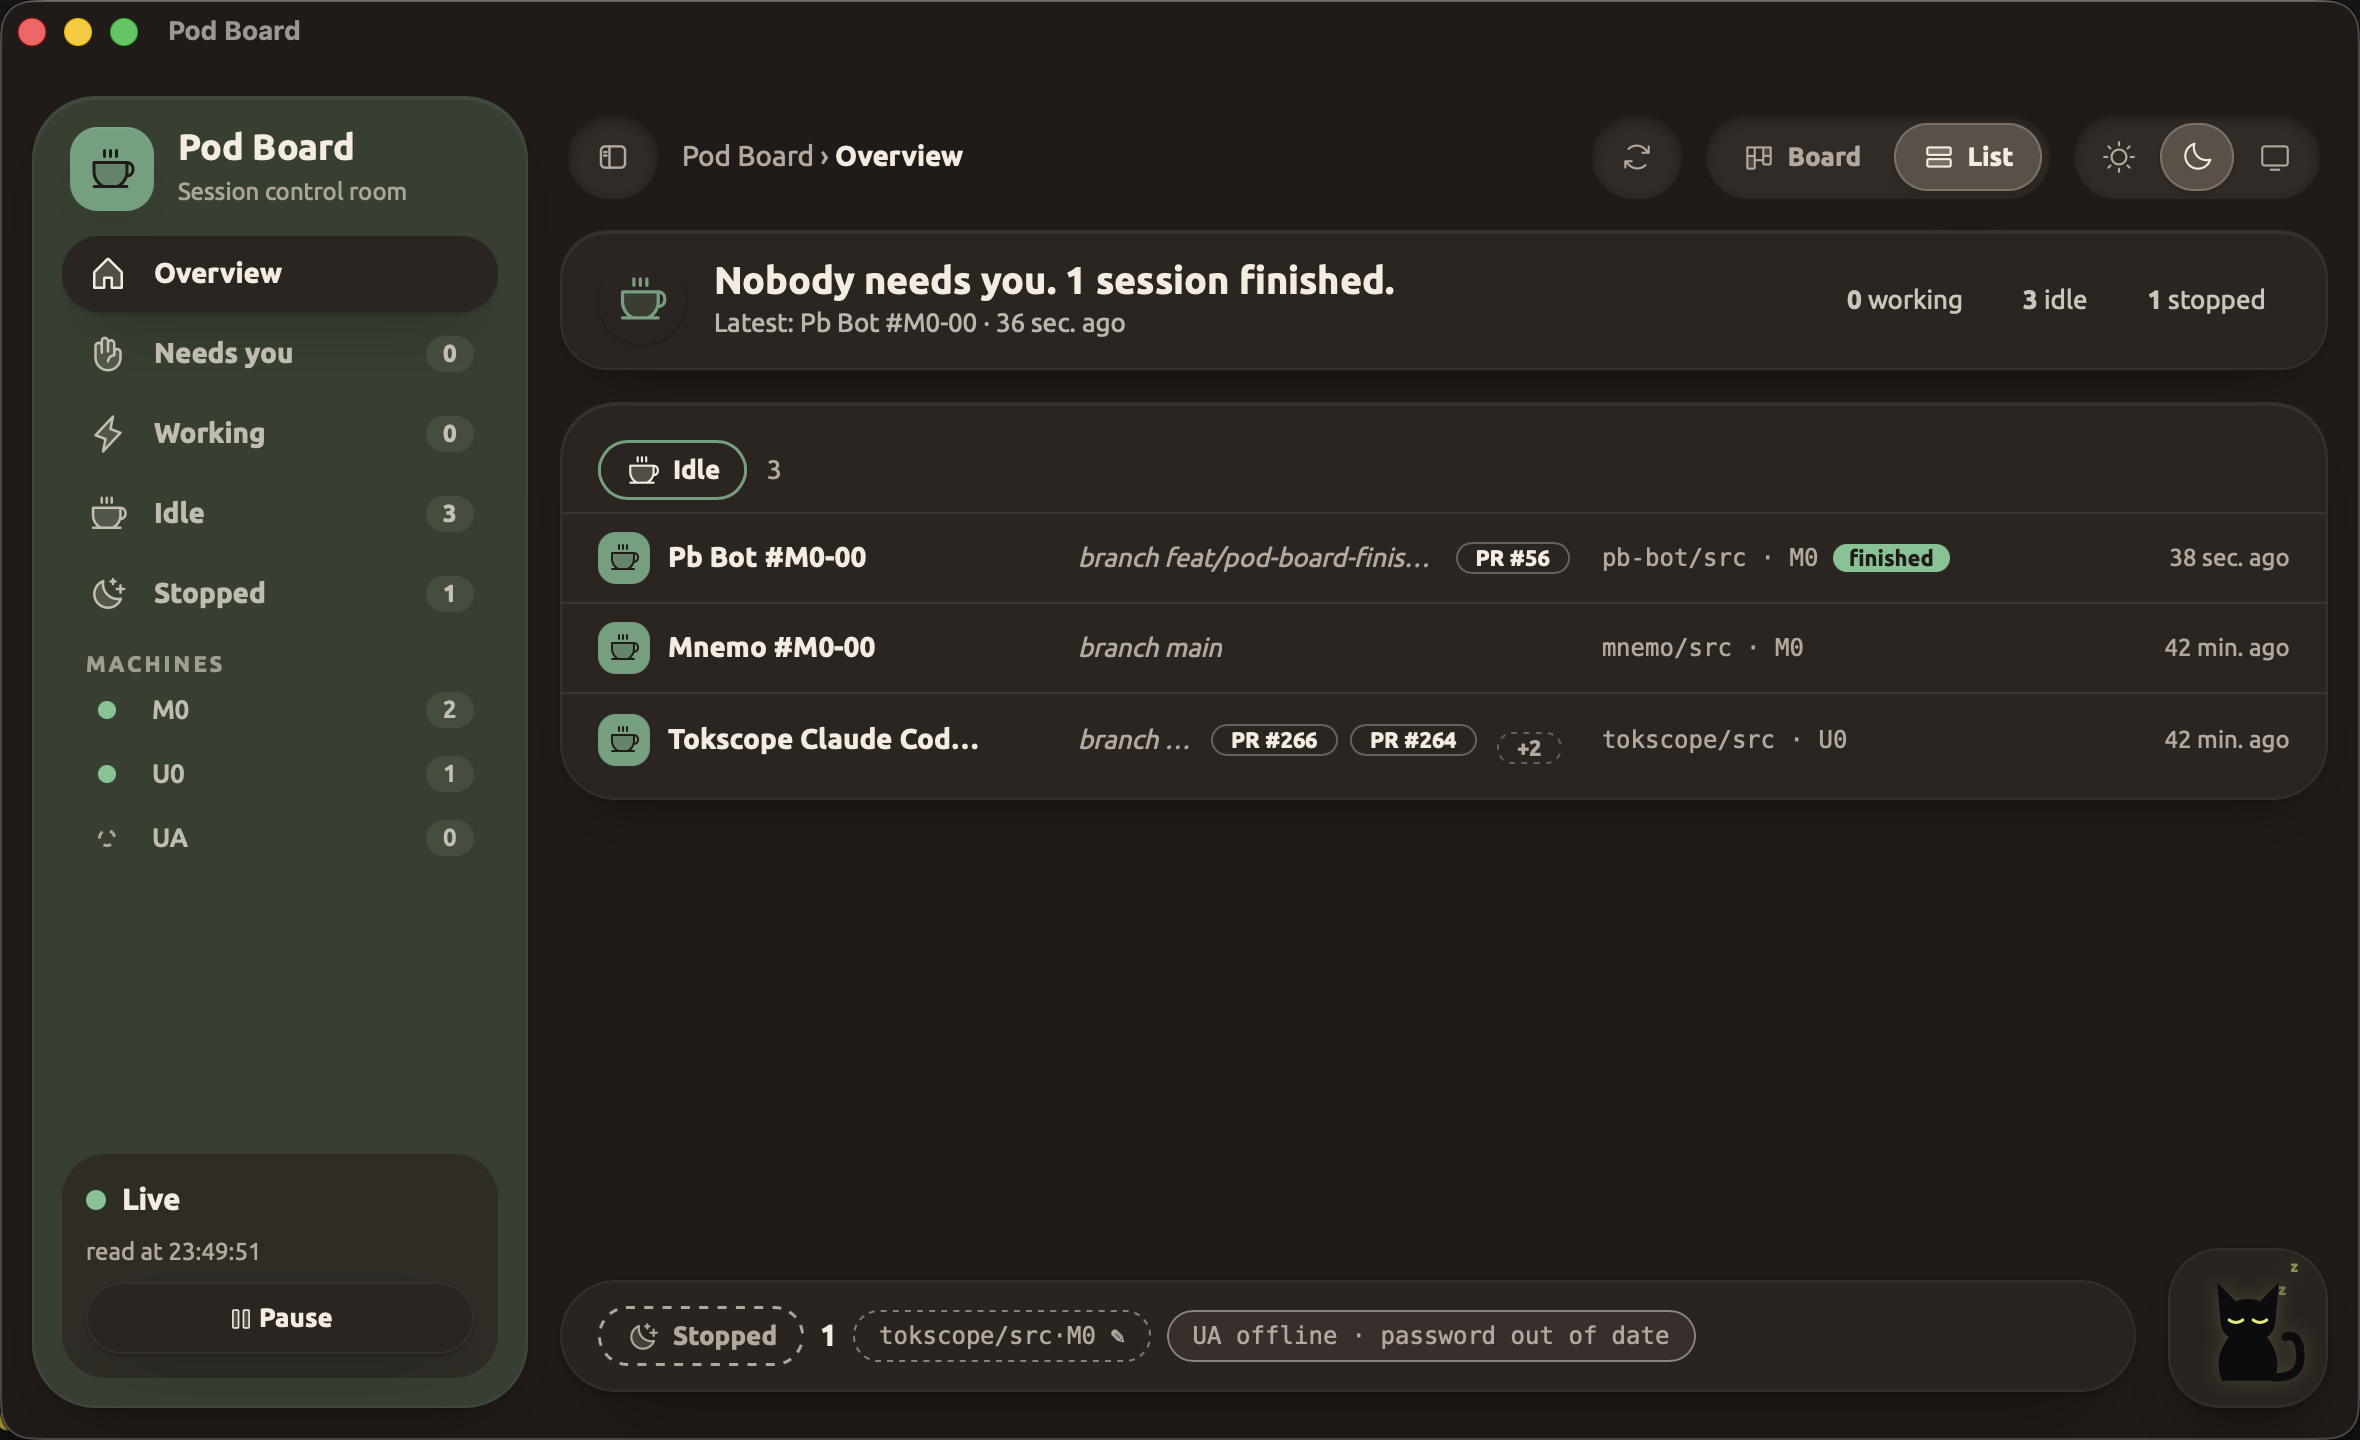 Pod Board
Pod Board
Session control room
Overview
Needs you 0
Working 0
Idle 3
Stopped 1
MACHINES
M0 2
U0 1
UA 0
Live
read at 23:49:51
Pause
Pod Board › Overview
Board
List
Nobody needs you. 1 session finished.
Latest: Pb Bot #M0-00 · 36 sec. ago
0 working 3 idle 1 stopped
Idle 3
Pb Bot #M0-00 branch feat/pod-board-finis... PR #56 pb-bot/src · M0 finished 38 sec. ago
Mnemo #M0-00 branch main mnemo/src · M0 42 min. ago
Tokscope Claude Cod... branch ... PR #266 PR #264 +2 tokscope/src · U0 42 min. ago
Stopped 1 tokscope/src·M0 ✎ UA offline · password out of date
z
z